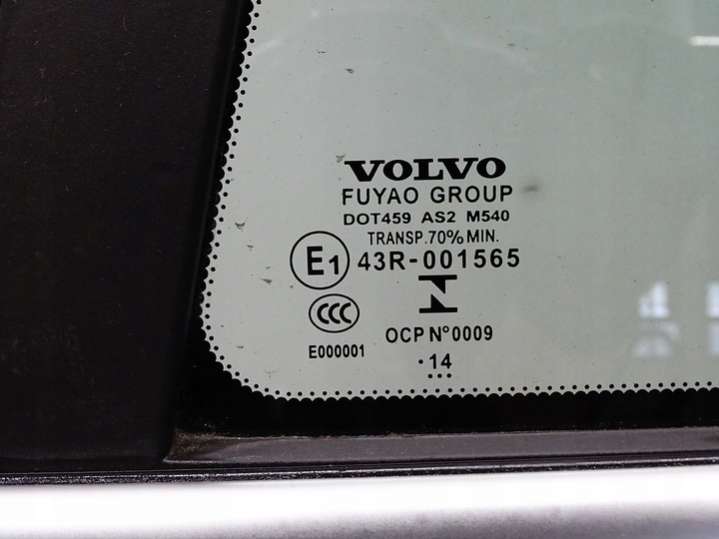 VOLVO
FUYAO GROUP
DOT459 AS2 M540
TRANSP.70% MIN.
E1 43R-001565
CCC
OCP N°0009
E000001
.14
...